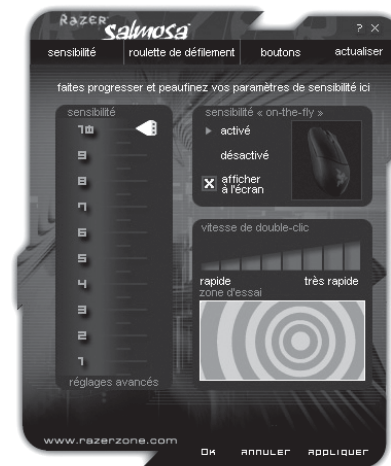 RAZER
Salmosa
? X
sensibilité roulette de défilement boutons actualiser
faites progresser et peaufinez vos paramètres de sensibilité ici
sensibilité
10
9
8
7
6
5
4
3
2
1
réglages avancés
sensibilité « on-the-fly »
activé
désactivé
X afficher
à l'écran
vitesse de double-clic
rapide très rapide
zone d'essai
www.razerzone.com
OK ANNULER APPLIQUER